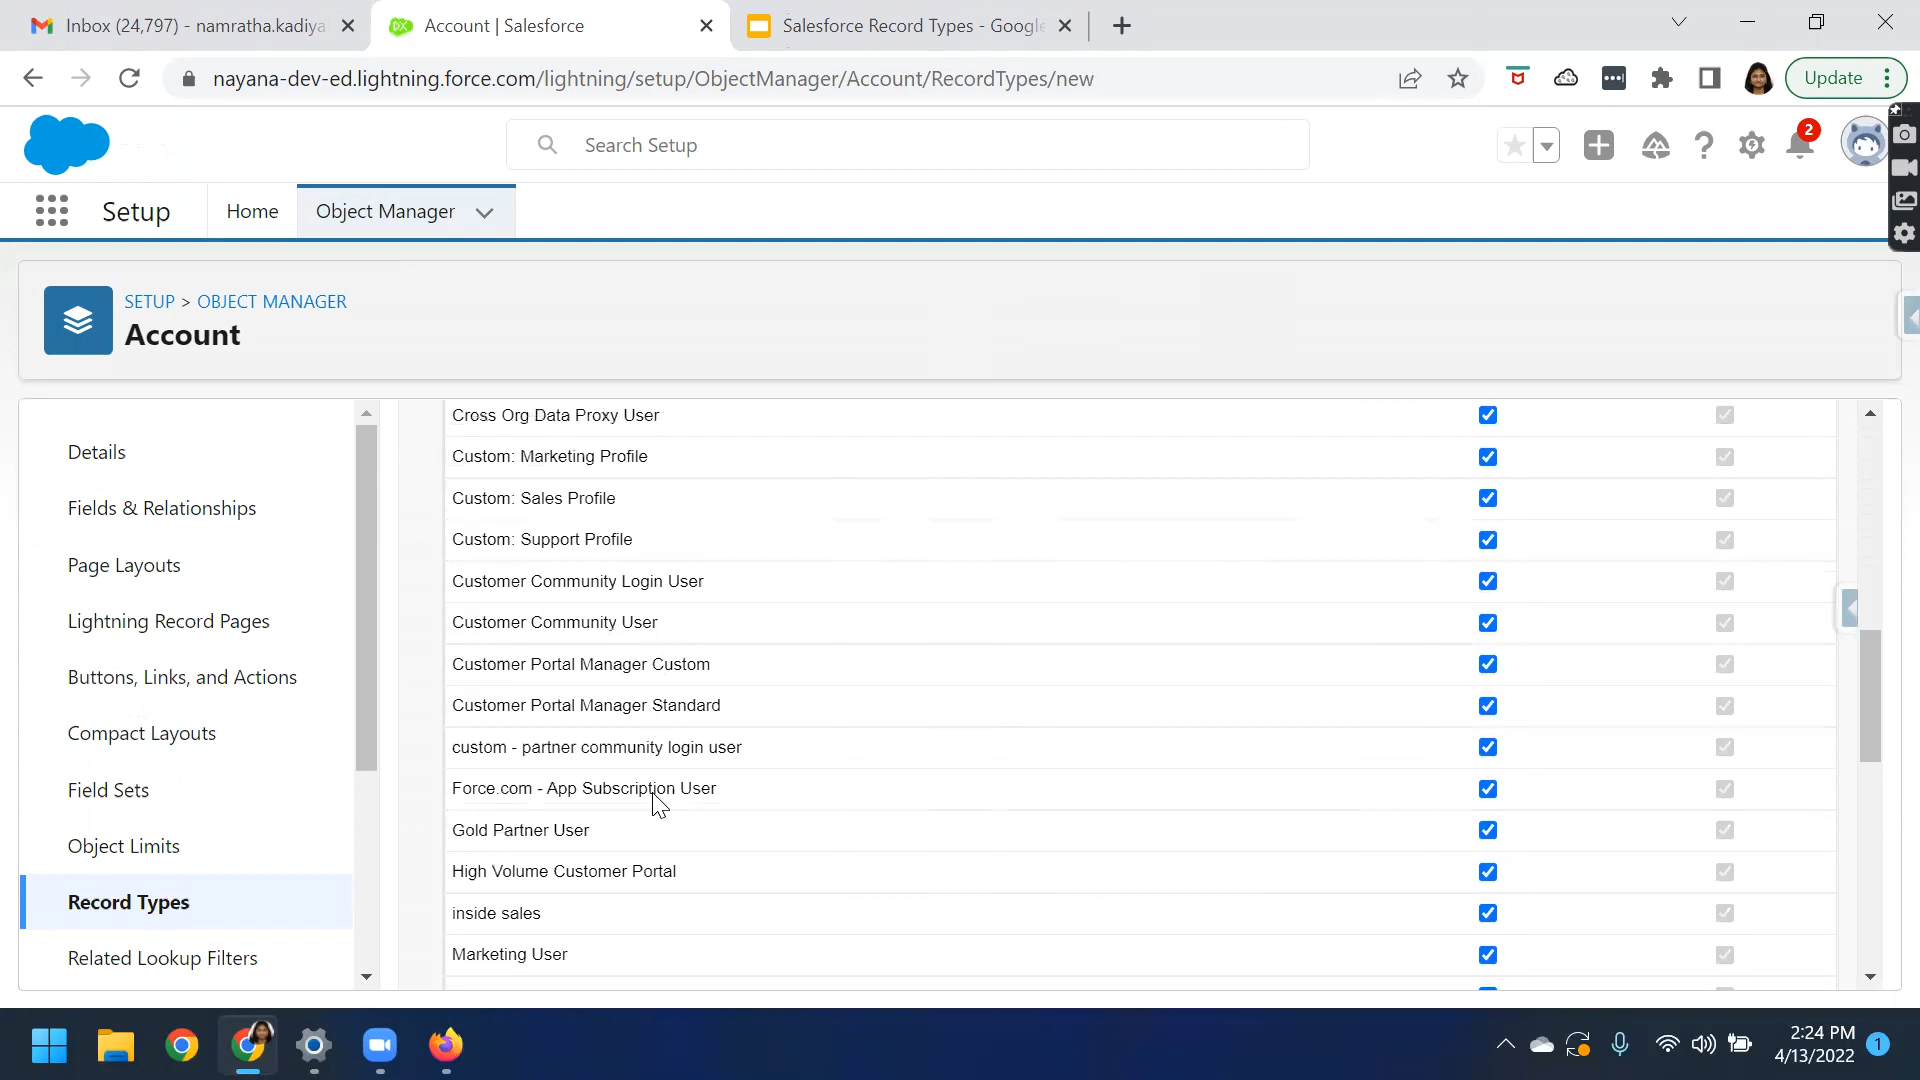 Inbox (24,797) - namratha.kadiya
Account | Salesforce
Salesforce Record Types - Google
nayana-dev-ed.lightning.force.com/lightning/setup/ObjectManager/Account/RecordTypes/new
Update
Search Setup
2
Setup
Home
Object Manager
SETUP > OBJECT MANAGER
Account
Details
Fields & Relationships
Page Layouts
Lightning Record Pages
Buttons, Links, and Actions
Compact Layouts
Field Sets
Object Limits
Record Types
Related Lookup Filters
Cross Org Data Proxy User
Custom: Marketing Profile
Custom: Sales Profile
Custom: Support Profile
Customer Community Login User
Customer Community User
Customer Portal Manager Custom
Customer Portal Manager Standard
custom - partner community login user
Force.com - App Subscription User
Gold Partner User
High Volume Customer Portal
inside sales
Marketing User
2:24 PM
4/13/2022
1